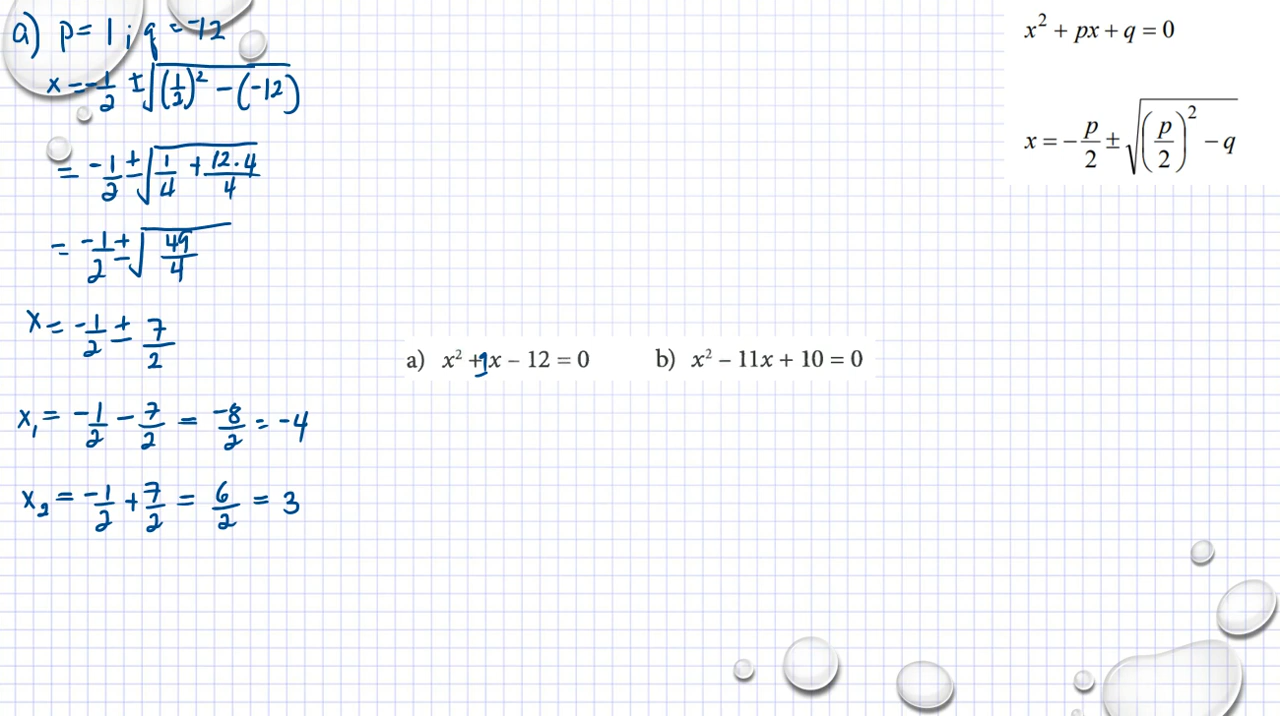 a) p = 1 ; q = -12
x = -1/2 ± √((1/2)² - (-12))
= -1/2 ± √(1/4 + 12·4/4)
= -1/2 ± √(49/4)
x = -1/2 ± 7/2
x₁ = -1/2 - 7/2 = -8/2 = -4
x₂ = -1/2 + 7/2 = 6/2 = 3
a) x² + 1x − 12 = 0
b) x² − 11x + 10 = 0
x² + px + q = 0
x = −p/2 ± √((p/2)² − q)